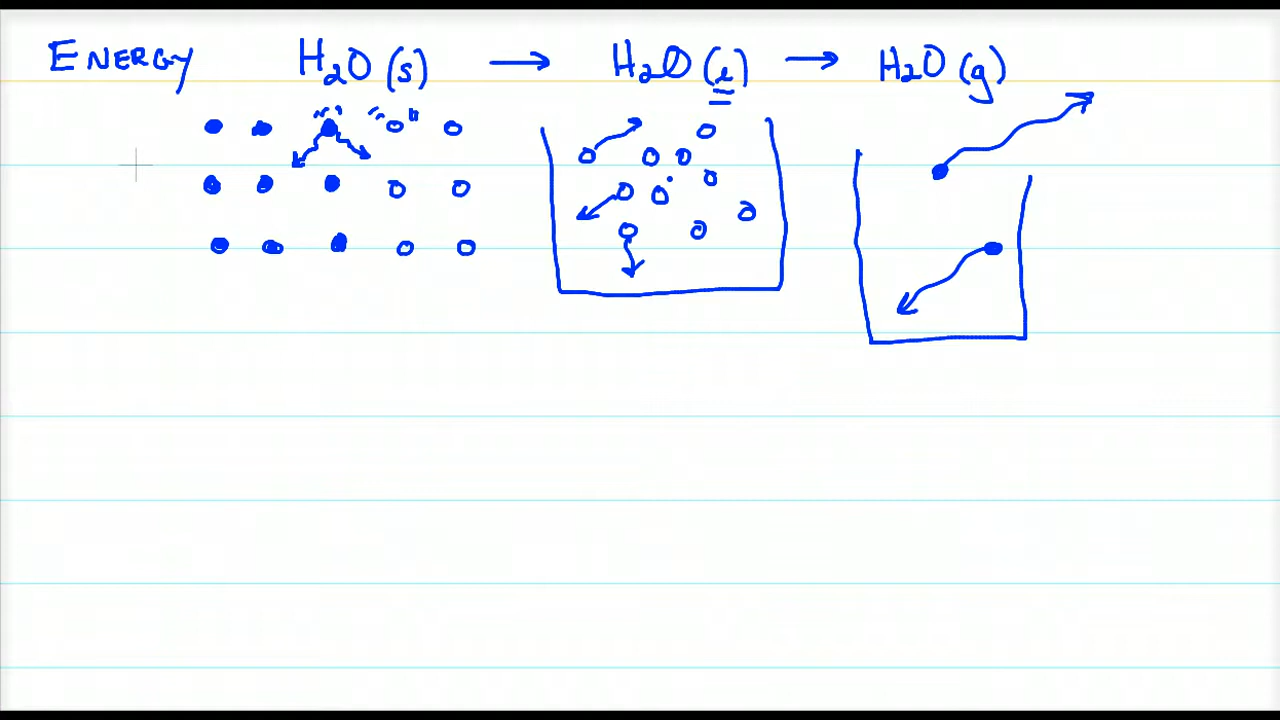 ENERGY H₂O (s) → H₂O (l) → H₂O (g)